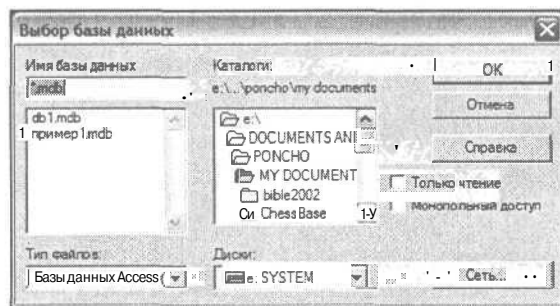 Выбор базы данных
Имя базы данных
*.mdb
db1.mdb
пример1.mdb
Каталоги:
e:\...\poncho\my documents
e:\
DOCUMENTS AN
PONCHO
MY DOCUMENT
bible2002
ChessBase
OK
Отмена
Справка
Только чтение
Монопольный доступ
Тип файлов:
Базы данных Access (
Диски:
e: SYSTEM
Сеть...